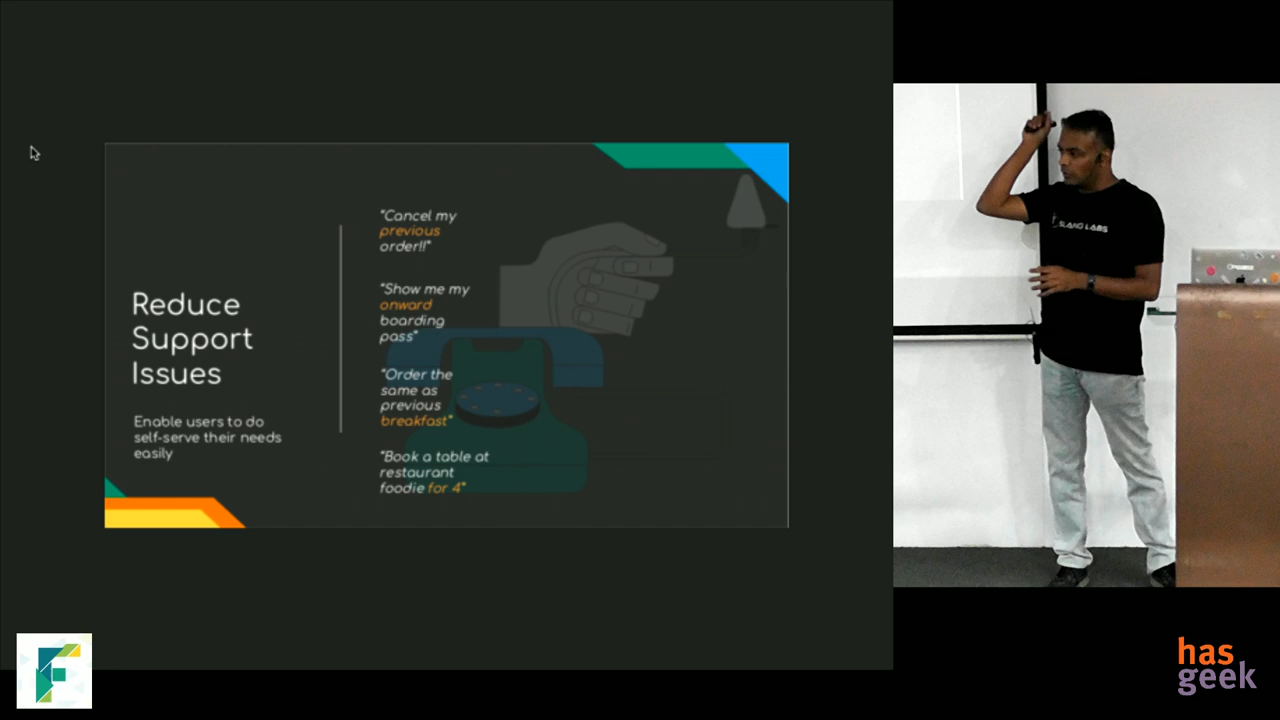 Reduce
Support
Issues
Enable users to do
self-serve their needs
easily
"Cancel my
previous
order!!"
"Show me my
onward
boarding
pass"
"Order the
same as
previous
breakfast"
"Book a table at
restaurant
foodie for 4"
SLANG LABS
has
geek